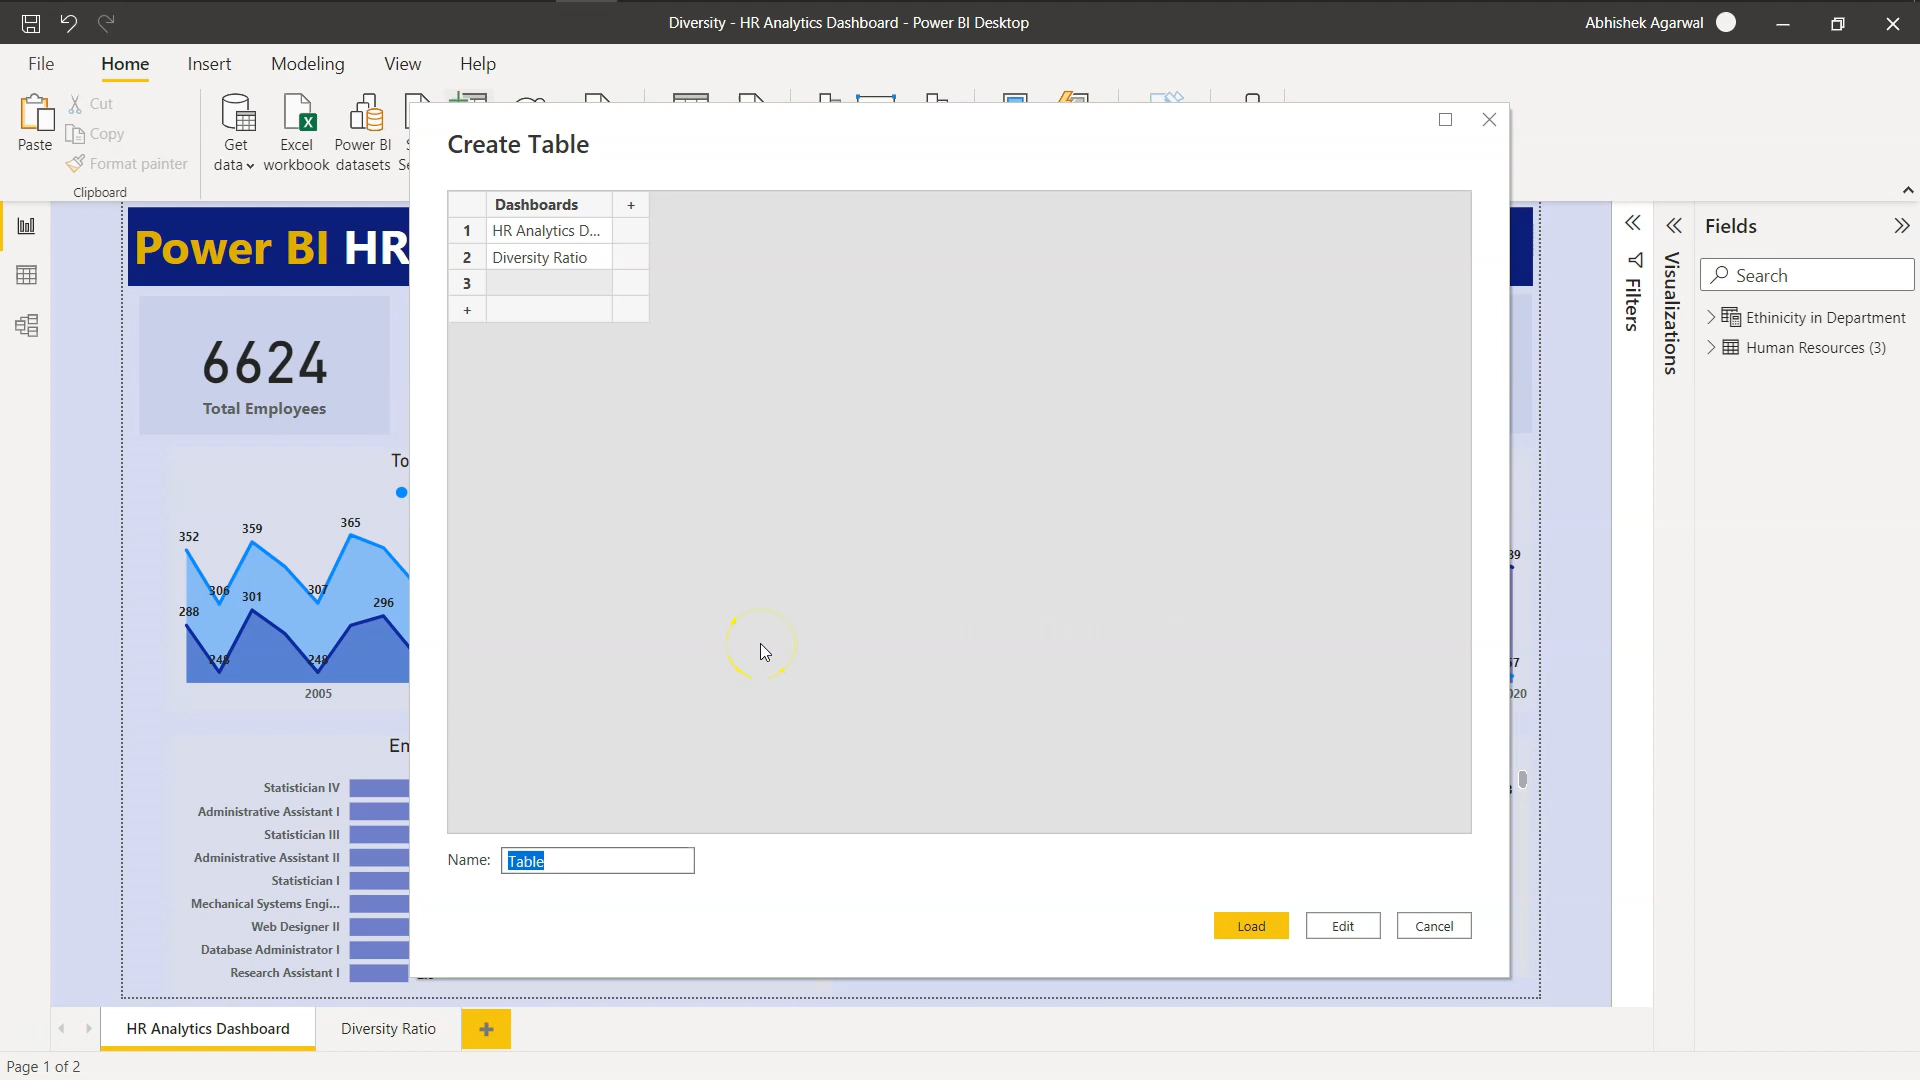 Diversity - HR Analytics Dashboard - Power BI Desktop
Abhishek Agarwal
File Home Insert Modeling View Help
Paste
Cut
Copy
Format painter
Clipboard
Get data
Excel workbook
Power BI datasets
Create Table
Dashboards +
1 HR Analytics D...
2 Diversity Ratio
3
+
Name: Table
Load Edit Cancel
Power BI HR
6624
Total Employees
To
352
359
365
306
301
307
296
288
248
248
2005
En
Statistician IV
Administrative Assistant I
Statistician III
Administrative Assistant II
Statistician I
Mechanical Systems Engi...
Web Designer II
Database Administrator I
Research Assistant I
Filters
Visualizations
Fields
Search
Ethinicity in Department
Human Resources (3)
HR Analytics Dashboard
Diversity Ratio
+
Page 1 of 2